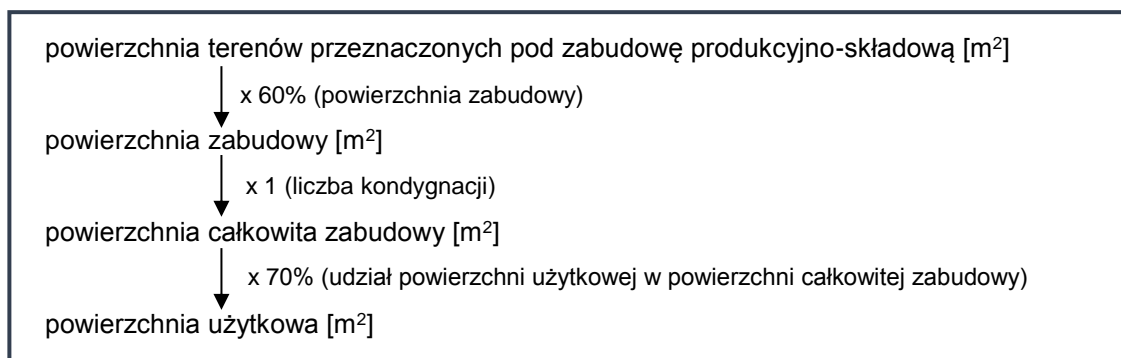 powierzchnia terenów przeznaczonych pod zabudowę produkcyjno-składową [m²]
x 60% (powierzchnia zabudowy)
powierzchnia zabudowy [m²]
x 1 (liczba kondygnacji)
powierzchnia całkowita zabudowy [m²]
x 70% (udział powierzchni użytkowej w powierzchni całkowitej zabudowy)
powierzchnia użytkowa [m²]